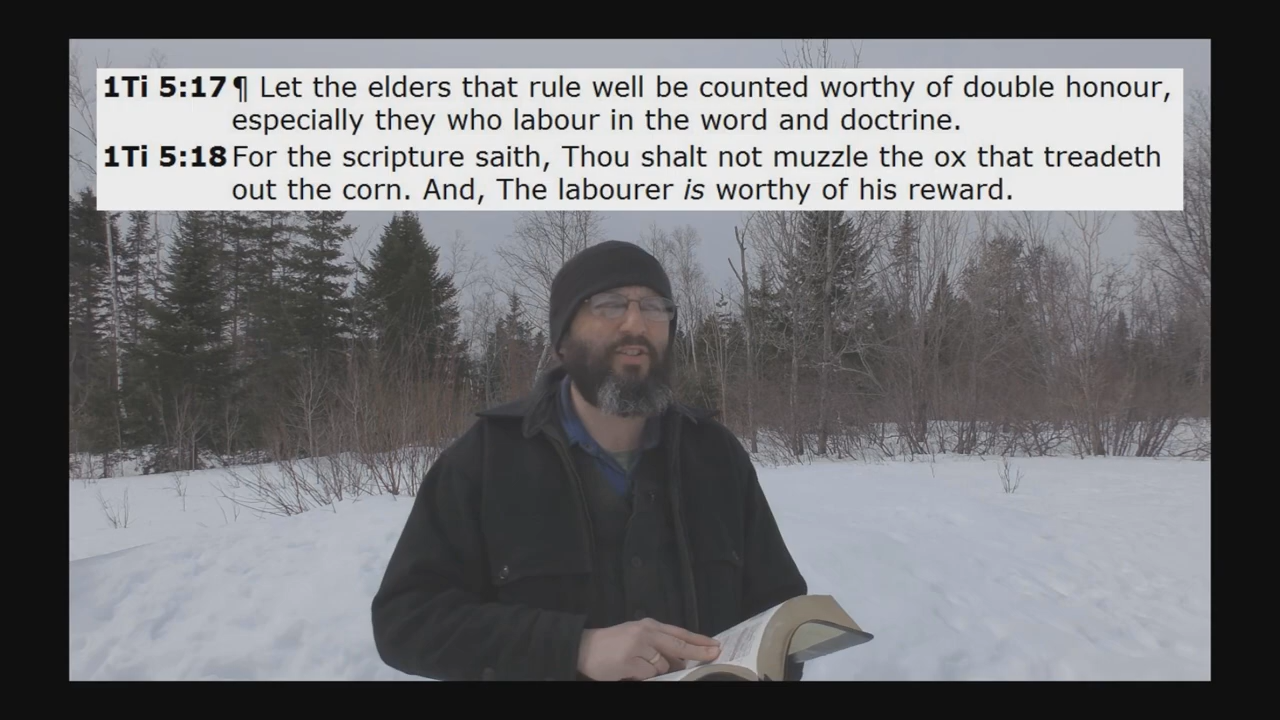 1Ti 5:17 ¶ Let the elders that rule well be counted worthy of double honour,
especially they who labour in the word and doctrine.
1Ti 5:18 For the scripture saith, Thou shalt not muzzle the ox that treadeth
out the corn. And, The labourer is worthy of his reward.